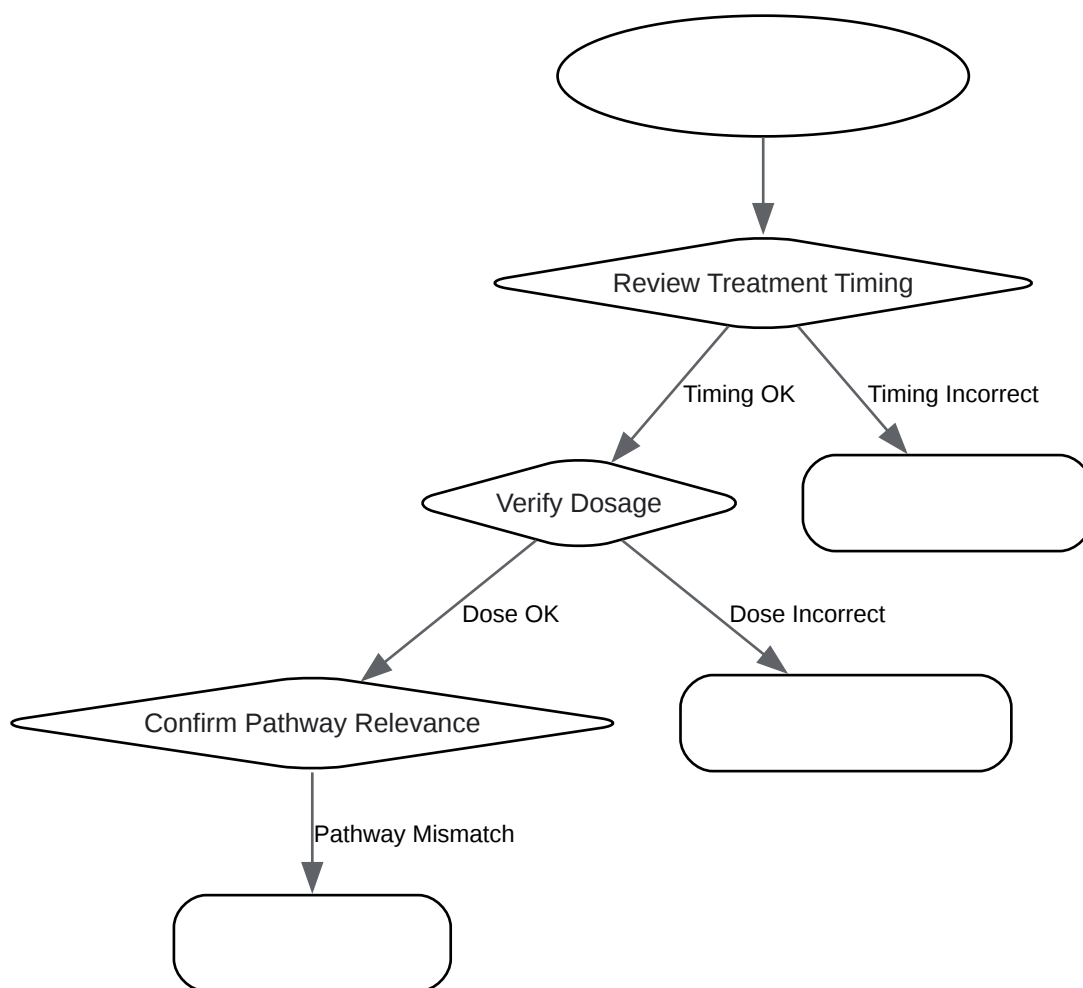 Review Treatment Timing
Timing OK
Timing Incorrect
Verify Dosage
Dose OK
Dose Incorrect
Confirm Pathway Relevance
Pathway Mismatch